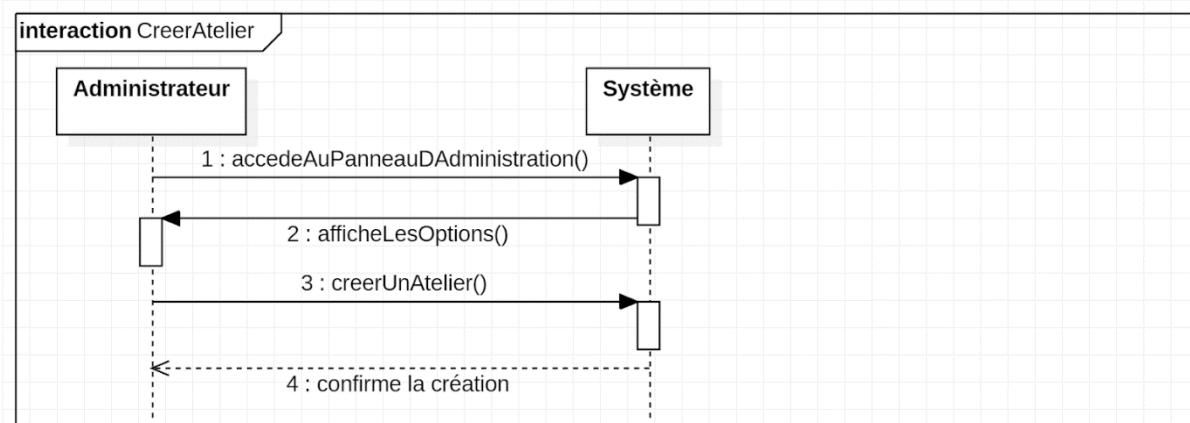 interaction CreerAtelier
Administrateur
Système
1 : accedeAuPanneauDAdministration()
2 : afficheLesOptions()
3 : creerUnAtelier()
4 : confirme la création